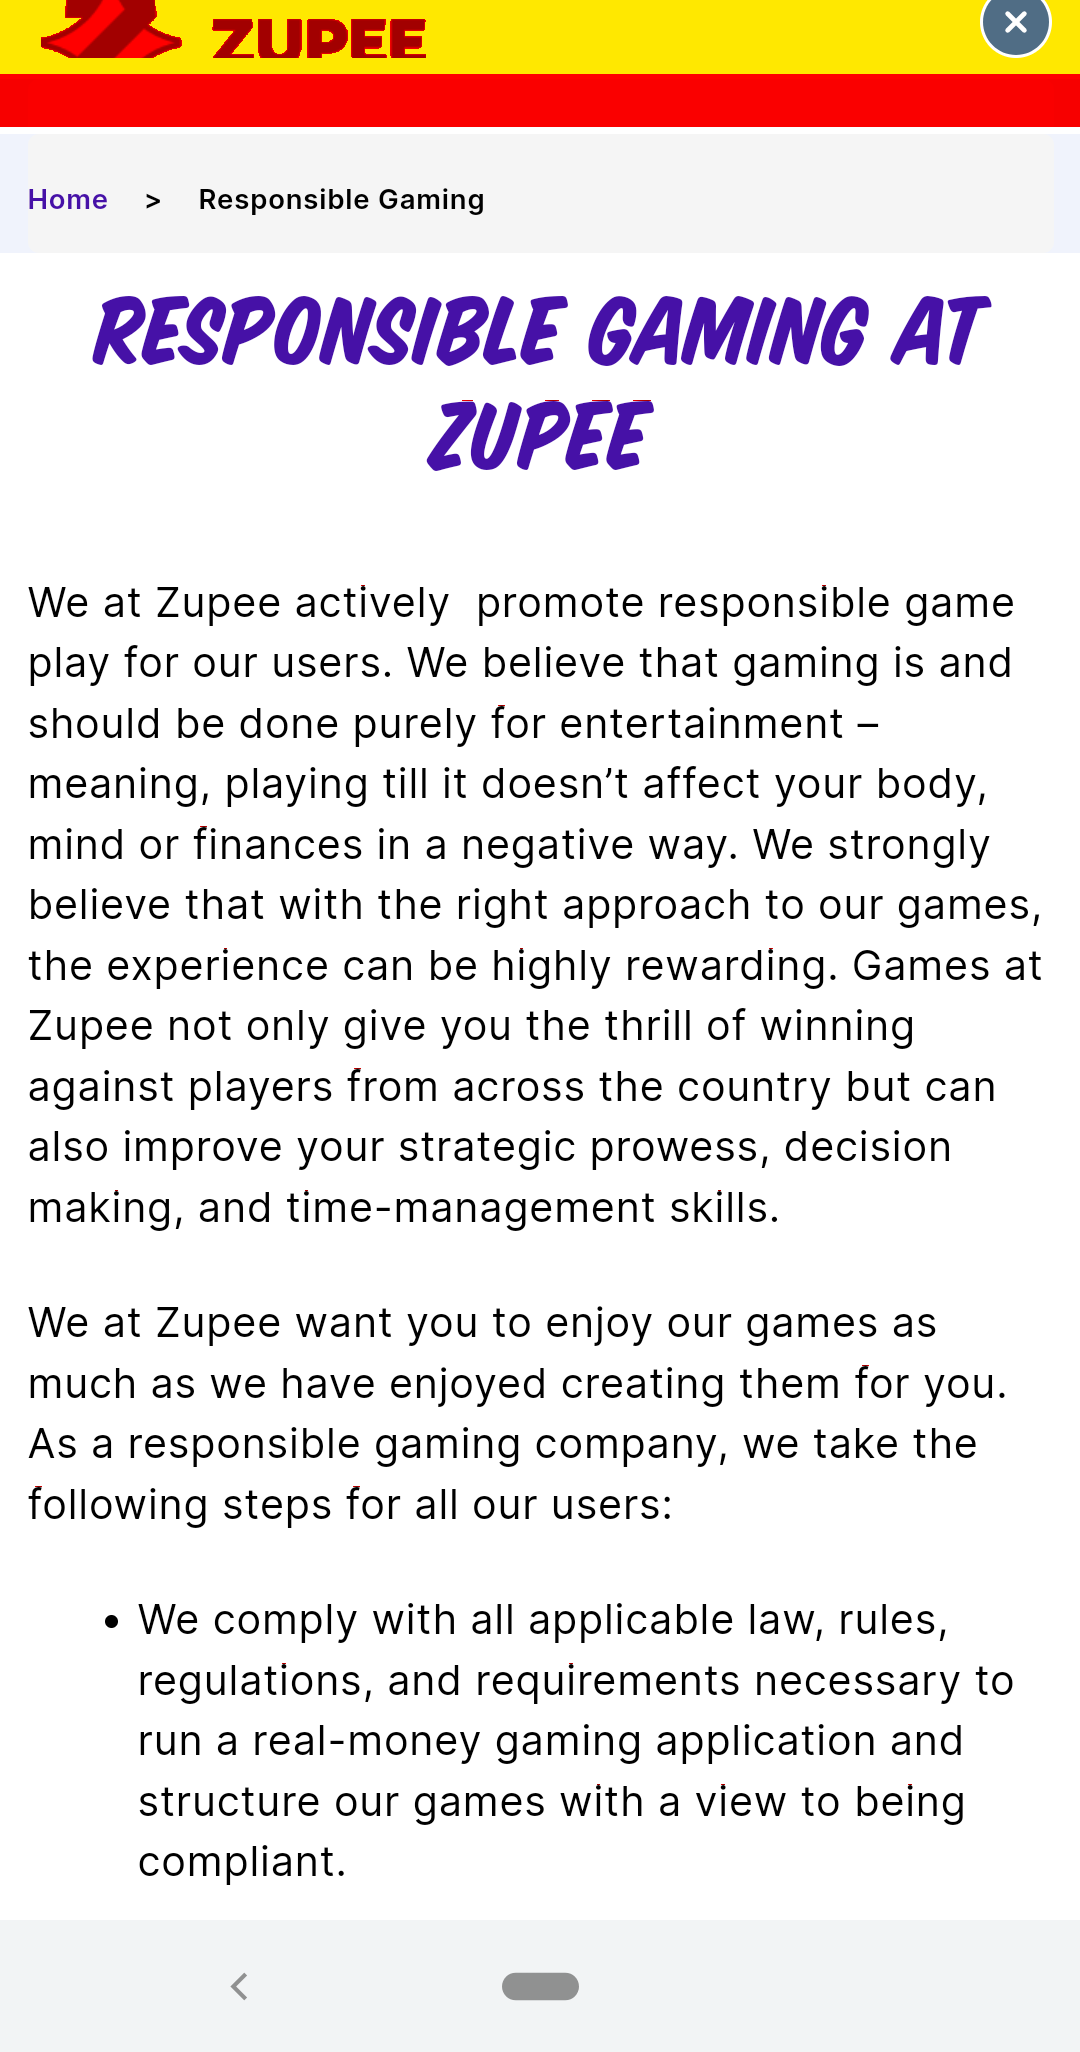 ZUPEE
Home > Responsible Gaming
RESPONSIBLE GAMING AT
ZUPEE
We at Zupee actively  promote responsible game
play for our users. We believe that gaming is and
should be done purely for entertainment –
meaning, playing till it doesn’t affect your body,
mind or finances in a negative way. We strongly
believe that with the right approach to our games,
the experience can be highly rewarding. Games at
Zupee not only give you the thrill of winning
against players from across the country but can
also improve your strategic prowess, decision
making, and time-management skills.
We at Zupee want you to enjoy our games as
much as we have enjoyed creating them for you.
As a responsible gaming company, we take the
following steps for all our users:
• We comply with all applicable law, rules,
regulations, and requirements necessary to
run a real-money gaming application and
structure our games with a view to being
compliant.